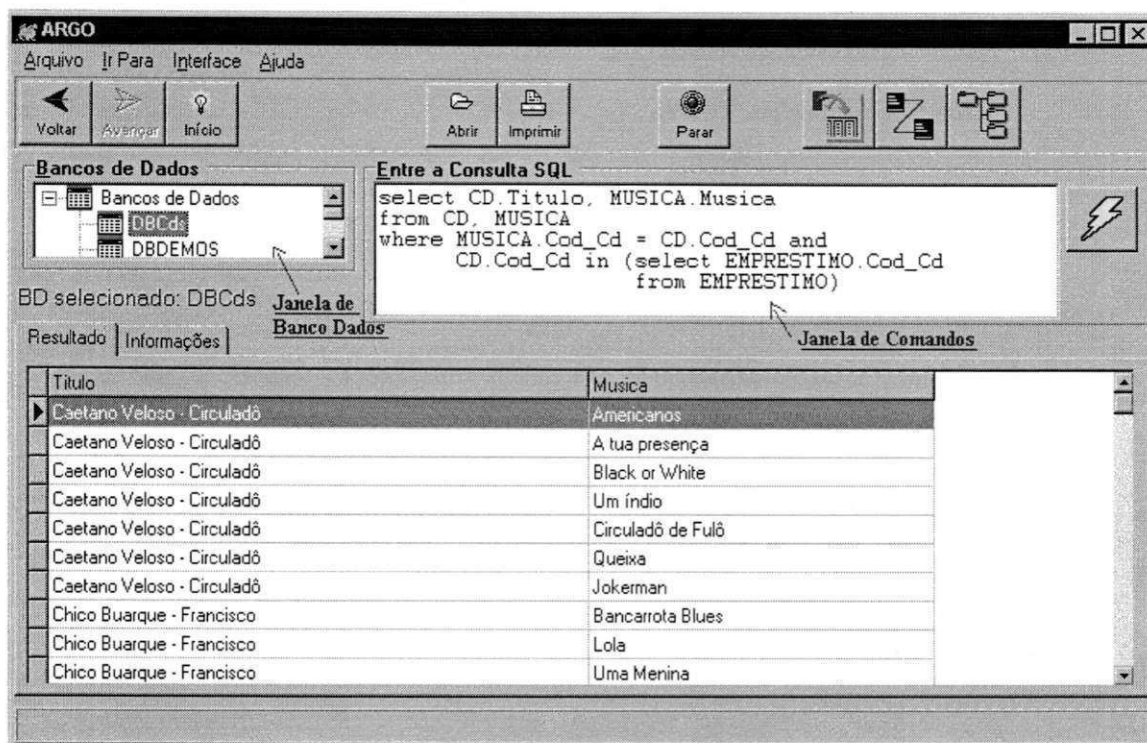 ARGO
Arquivo Ir Para Interface Ajuda
Voltar Avançar Início Abrir Imprimir Parar
Bancos de Dados
Bancos de Dados
DBCds
DBDEMOS
BD selecionado: DBCds
Janela de
Banco Dados
Entre a Consulta SQL
select CD.Titulo, MUSICA.Musica
from CD, MUSICA
where MUSICA.Cod_Cd = CD.Cod_Cd and
CD.Cod_Cd in (select EMPRESTIMO.Cod_Cd
from EMPRESTIMO)
Janela de Comandos
Resultado Informações
Titulo Musica
Caetano Veloso - Circuladô Americanos
Caetano Veloso - Circuladô A tua presença
Caetano Veloso - Circuladô Black or White
Caetano Veloso - Circuladô Um índio
Caetano Veloso - Circuladô Circuladô de Fulô
Caetano Veloso - Circuladô Queixa
Caetano Veloso - Circuladô Jokerman
Chico Buarque - Francisco Bancarrota Blues
Chico Buarque - Francisco Lola
Chico Buarque - Francisco Uma Menina